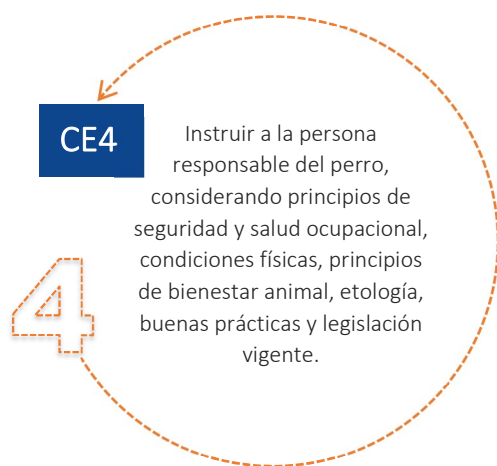 CE4
Instruir a la persona
responsable del perro,
considerando principios de
seguridad y salud ocupacional,
condiciones físicas, principios
de bienestar animal, etología,
buenas prácticas y legislación
vigente.
4